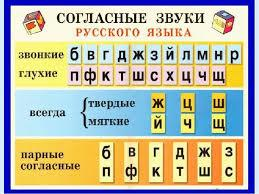 СОГЛАСНЫЕ ЗВУКИ
РУССКОГО ЯЗЫКА
звонкие б в г д ж з й л м н р
глухие п ф к т ш с х ц ч щ
всегда { твердые ж ц ш
мягкие й ч щ
парные согласные б в г д ж з
п ф к т ш с